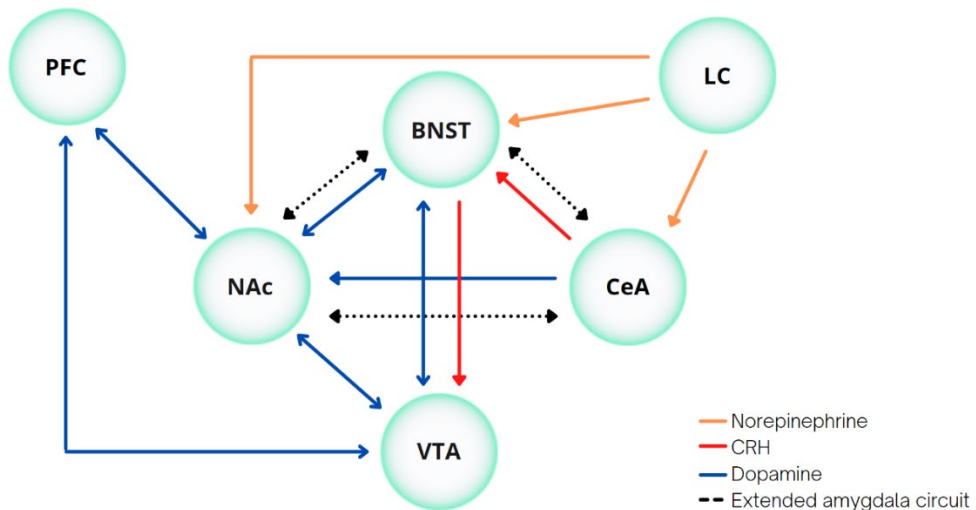 PFC
LC
BNST
NAc
CeA
VTA
Norepinephrine
CRH
Dopamine
Extended amygdala circuit